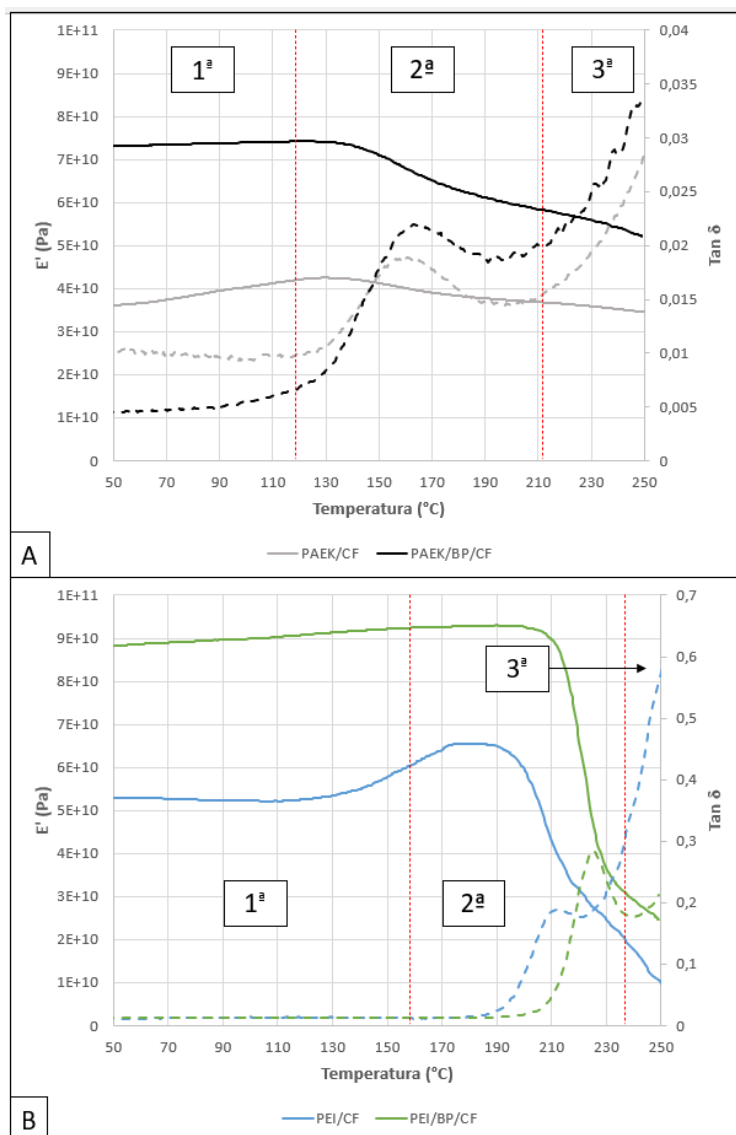 1ª
2ª
3ª
1E+11
9E+10
8E+10
7E+10
6E+10
5E+10
4E+10
3E+10
2E+10
1E+10
0
E' (Pa)
0,04
0,035
0,03
0,025
0,02
0,015
0,01
0,005
0
Tan δ
50 70 90 110 130 150 170 190 210 230 250
Temperatura (°C)
A
PAEK/CF PAEK/BP/CF
1E+11
9E+10
8E+10
7E+10
6E+10
5E+10
4E+10
3E+10
2E+10
1E+10
0
E' (Pa)
3ª
1ª
2ª
0,7
0,6
0,5
0,4
0,3
0,2
0,1
0
Tan δ
50 70 90 110 130 150 170 190 210 230 250
Temperatura (°C)
B
PEI/CF PEI/BP/CF